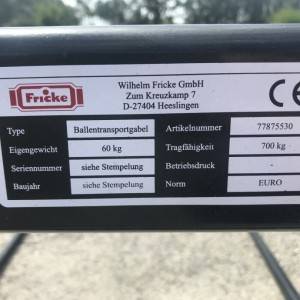 Fricke
Wilhelm Fricke GmbH
Zum Kreuzkamp 7
D-27404 Heeslingen
CE
Type Ballentransportgabel Artikelnummer 77875530
Eigengewicht 60 kg Tragfähigkeit 700 kg
Seriennummer siehe Stempelung Betriebsdruck -
Baujahr siehe Stempelung Norm EURO